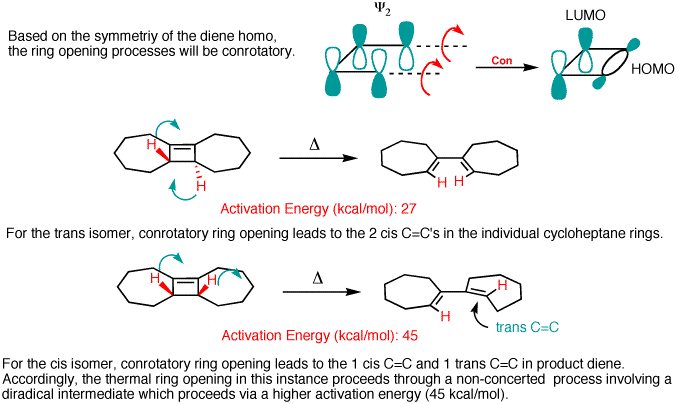 Ψ2
Based on the symmetriy of the diene homo,
the ring opening processes will be conrotatory.
Con
LUMO
HOMO
H
H
Δ
H
H
Activation Energy (kcal/mol): 27
For the trans isomer, conrotatory ring opening leads to the 2 cis C=C's in the individual cycloheptane rings.
H
H
Δ
H
H
trans C=C
Activation Energy (kcal/mol): 45
For the cis isomer, conrotatory ring opening leads to the 1 cis C=C and 1 trans C=C in product diene.
Accordingly, the thermal ring opening in this instance proceeds through a non-concerted process involving a
diradical intermediate which proceeds via a higher activation energy (45 kcal/mol).